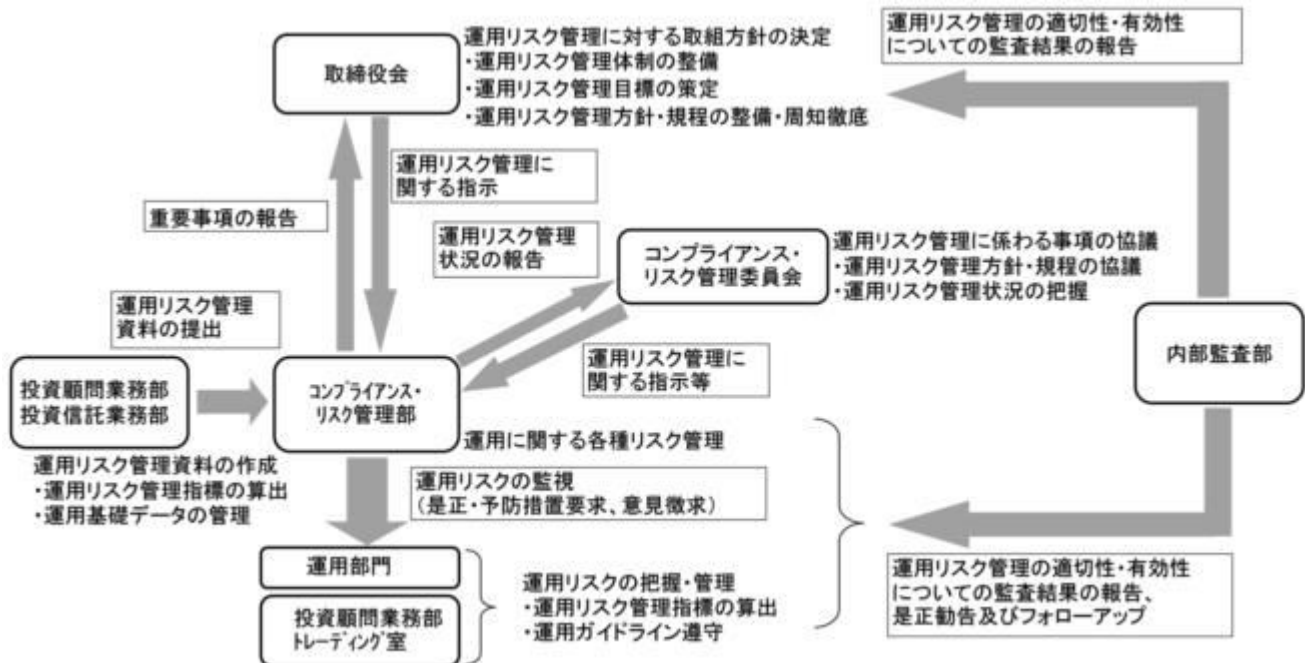 取締役会
運用リスク管理に対する取組方針の決定
・運用リスク管理体制の整備
・運用リスク管理目標の策定
・運用リスク管理方針・規程の整備・周知徹底
運用リスク管理の適切性・有効性
についての監査結果の報告
運用リスク管理に
関する指示
重要事項の報告
運用リスク管理
状況の報告
コンプライアンス・
リスク管理委員会
運用リスク管理に係わる事項の協議
・運用リスク管理方針・規程の協議
・運用リスク管理状況の把握
運用リスク管理
資料の提出
運用リスク管理に
関する指示等
内部監査部
投資顧問業務部
投資信託業務部
コンプライアンス・
リスク管理部
運用に関する各種リスク管理
運用リスク管理資料の作成
・運用リスク管理指標の算出
・運用基礎データの管理
運用リスクの監視
（是正・予防措置要求、意見徴求）
運用部門
投資顧問業務部
トレーディング室
運用リスクの把握・管理
・運用リスク管理指標の算出
・運用ガイドライン遵守
運用リスク管理の適切性・有効性
についての監査結果の報告、
是正勧告及びフォローアップ